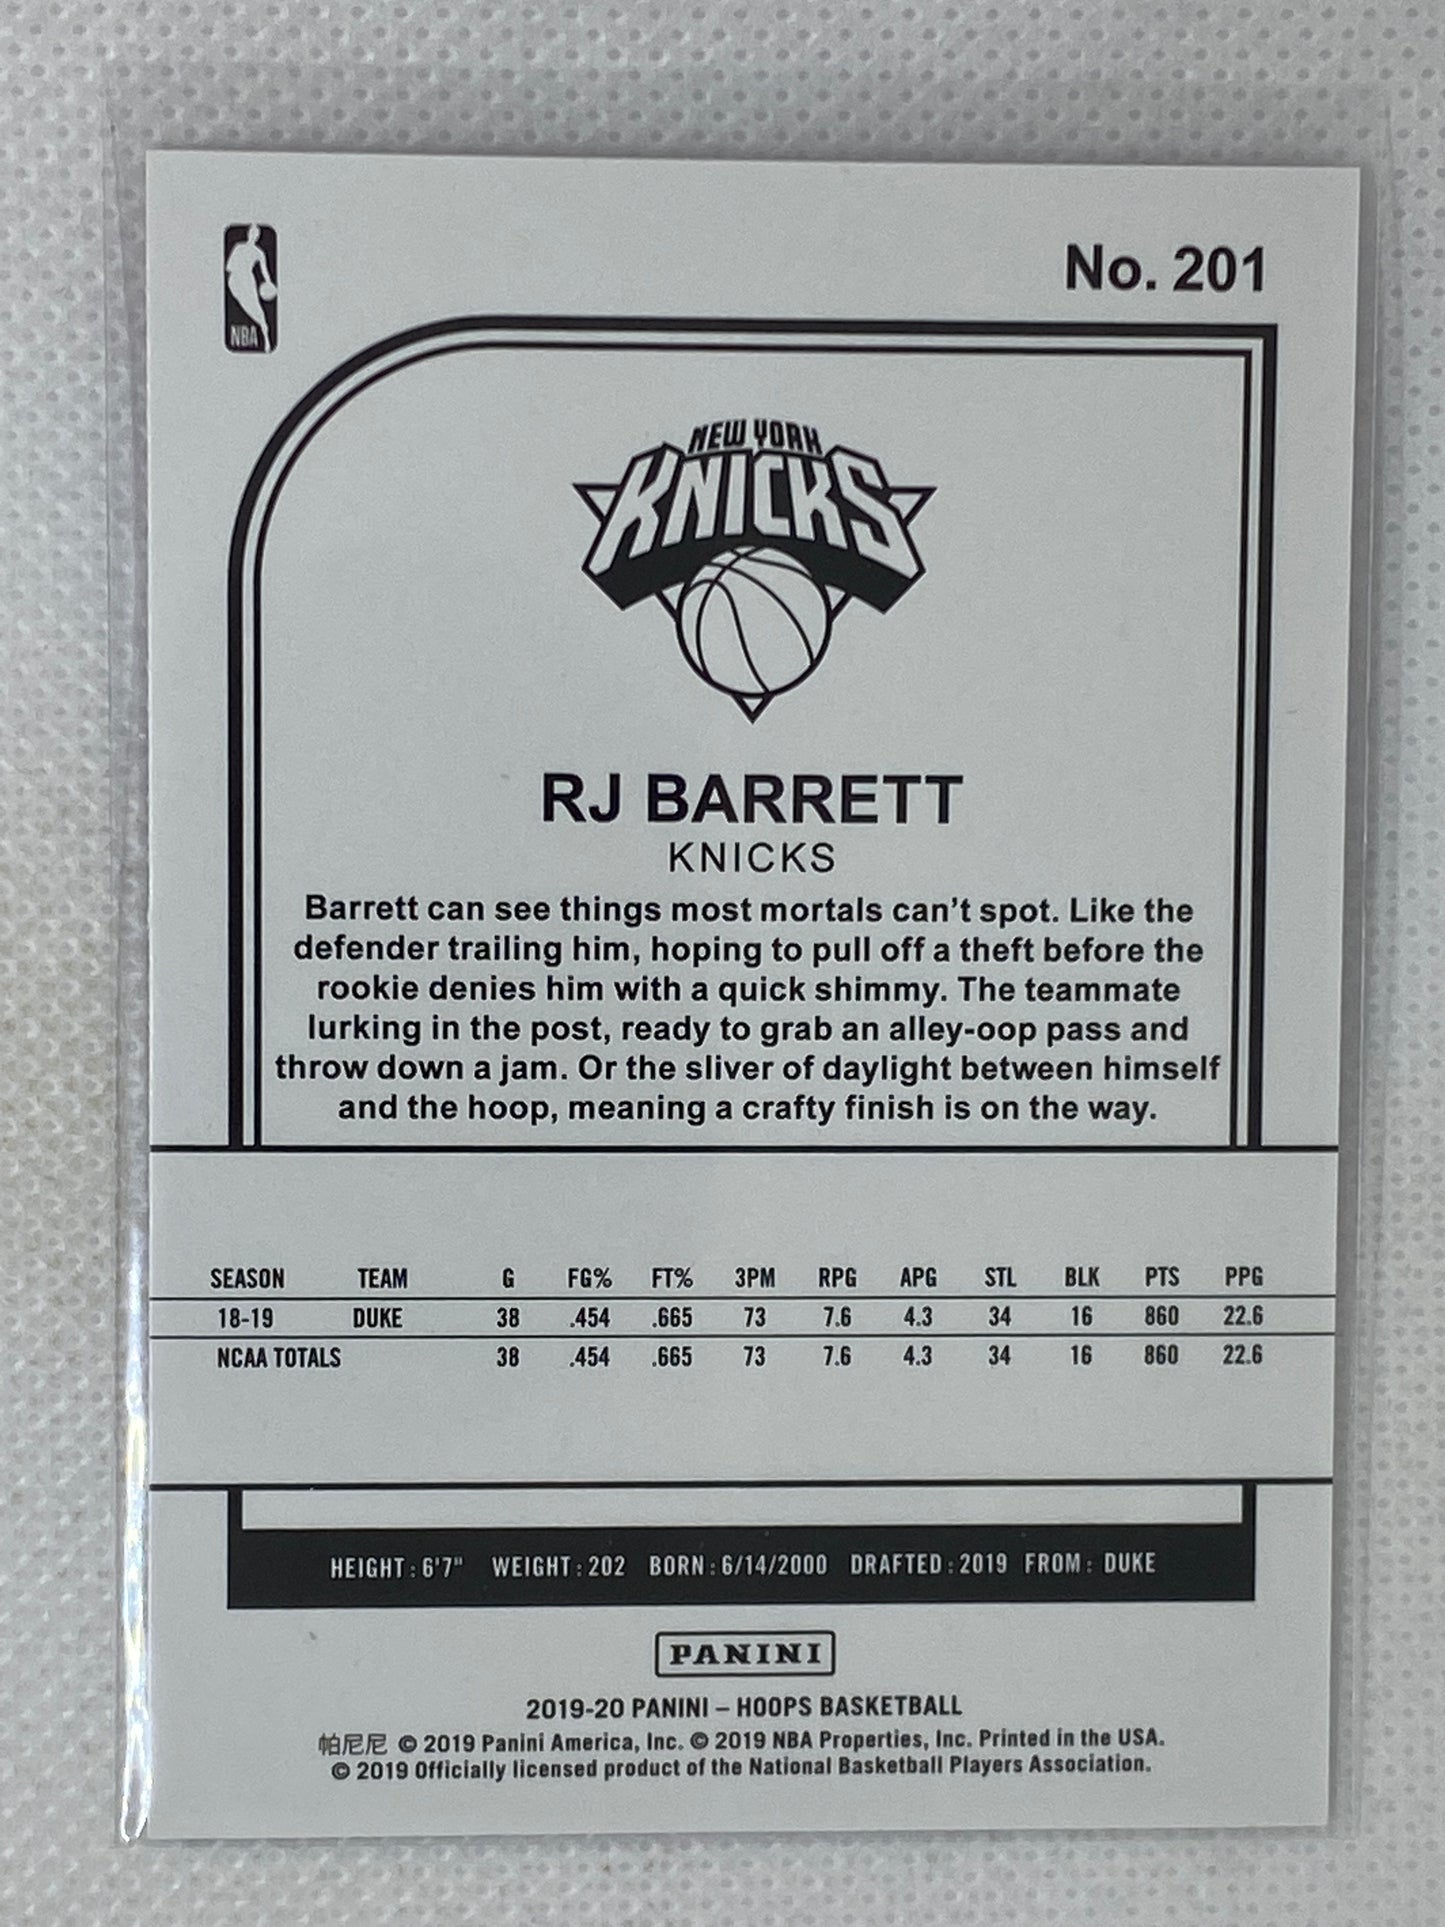 NBA
No. 201
NEW YORK
KNICKS
RJ BARRETT
KNICKS
Barrett can see things most mortals can't spot. Like the
defender trailing him, hoping to pull off a theft before the
rookie denies him with a quick shimmy. The teammate
lurking in the post, ready to grab an alley-oop pass and
throw down a jam. Or the sliver of daylight between himself
and the hoop, meaning a crafty finish is on the way.
SEASON TEAM G FG% FT% 3PM RPG APG STL BLK PTS PPG
18-19 DUKE 38 .454 .665 73 7.6 4.3 34 16 860 22.6
NCAA TOTALS 38 .454 .665 73 7.6 4.3 34 16 860 22.6
HEIGHT: 6'7" WEIGHT: 202 BORN: 6/14/2000 DRAFTED: 2019 FROM: DUKE
PANINI
2019-20 PANINI – HOOPS BASKETBALL
帕尼尼 © 2019 Panini America, Inc. © 2019 NBA Properties, Inc. Printed in the USA.
© 2019 Officially licensed product of the National Basketball Players Association.